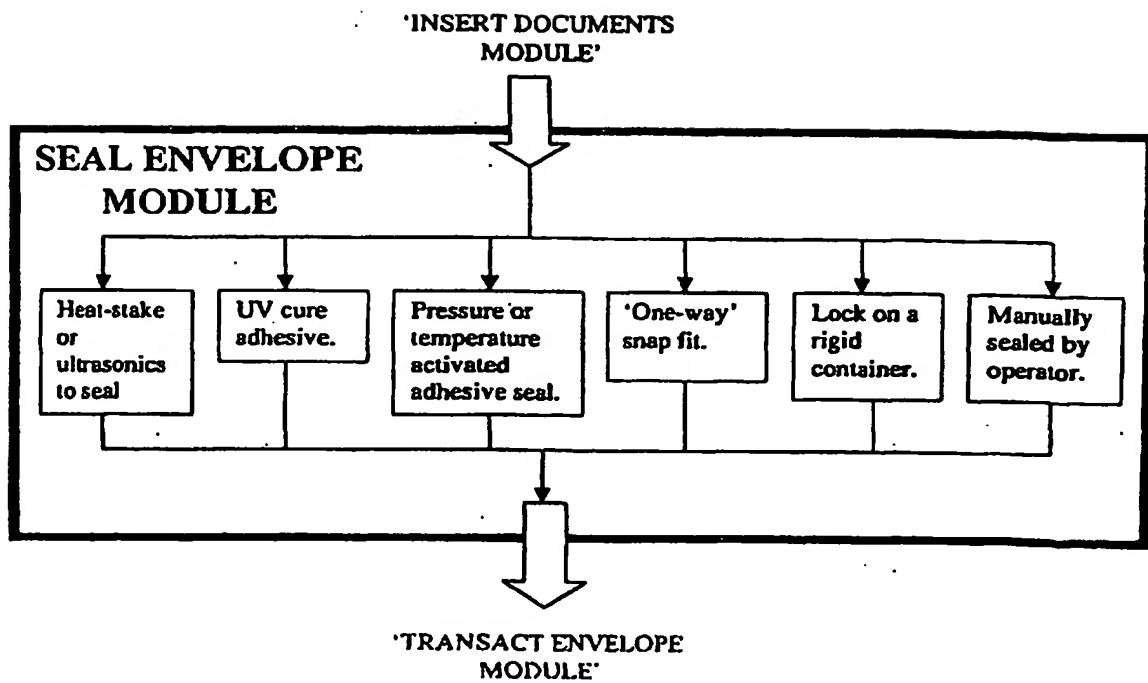 'INSERT DOCUMENTS
MODULE'
SEAL ENVELOPE
MODULE
Heat-stake
or
ultrasonics
to seal
UV cure
adhesive.
Pressure or
temperature
activated
adhesive seal.
'One-way'
snap fit.
Lock on a
rigid
container.
Manually
sealed by
operator.
'TRANSACT ENVELOPE
MODULE'